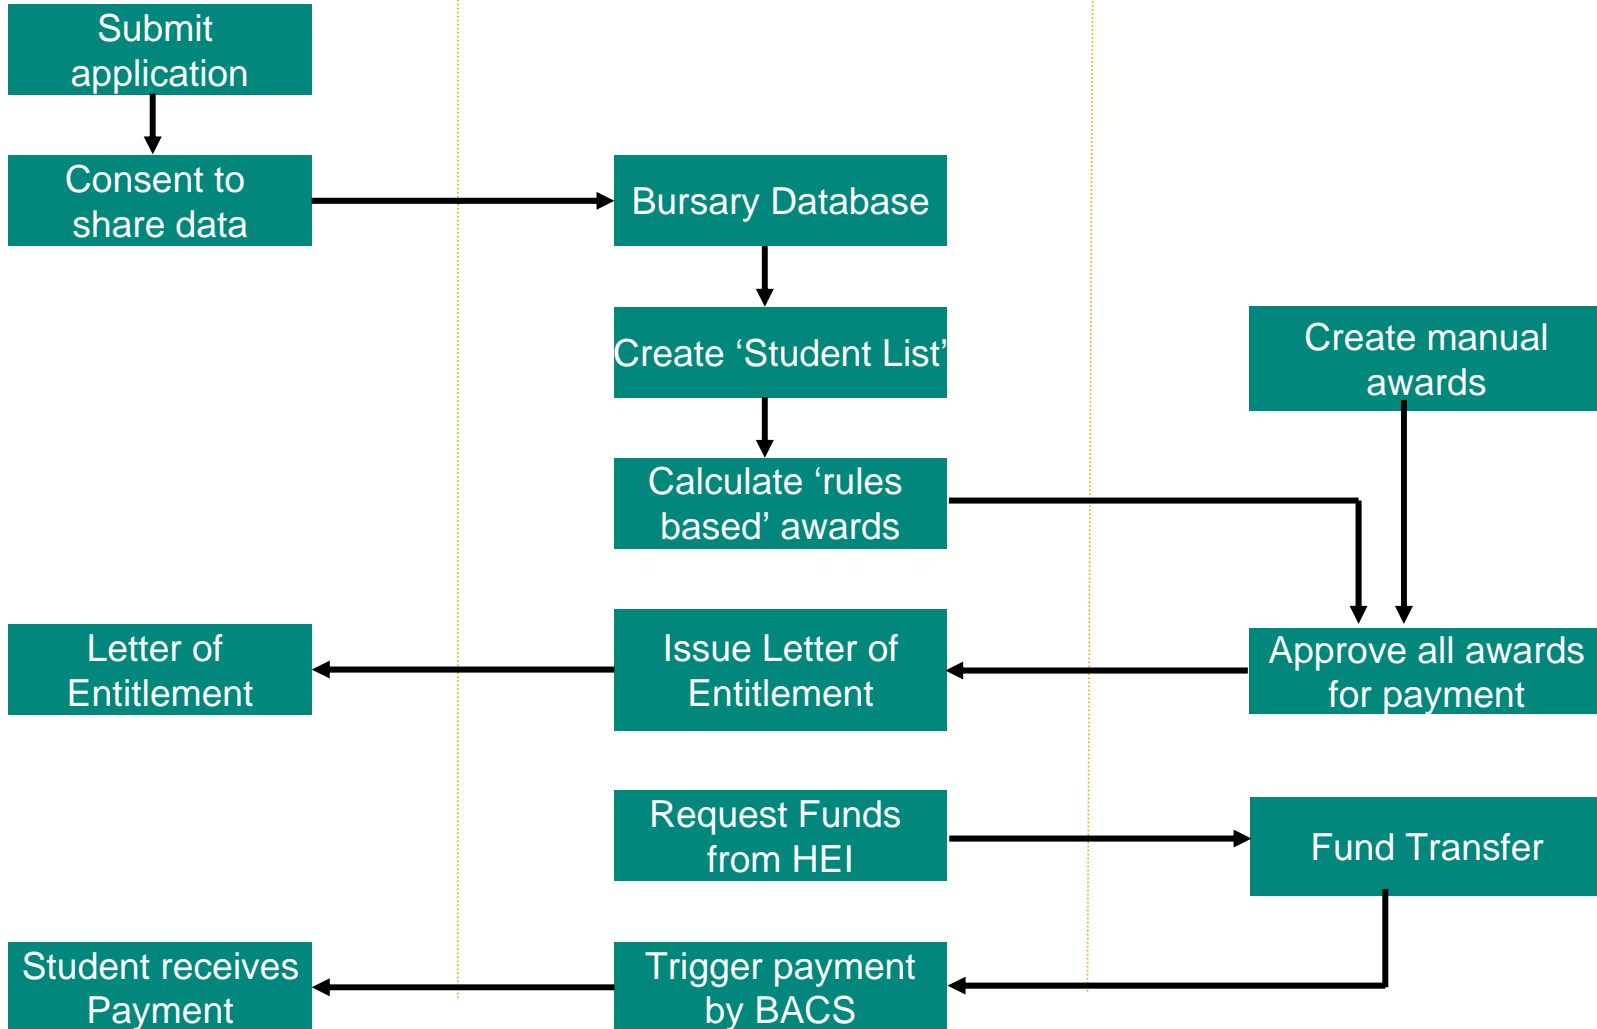 Submit
application
Consent to
share data
Bursary Database
Create ‘Student List’
Create manual
awards
Calculate ‘rules
based’ awards
Letter of
Entitlement
Issue Letter of
Entitlement
Approve all awards
for payment
Request Funds
from HEI
Fund Transfer
Student receives
Payment
Trigger payment
by BACS